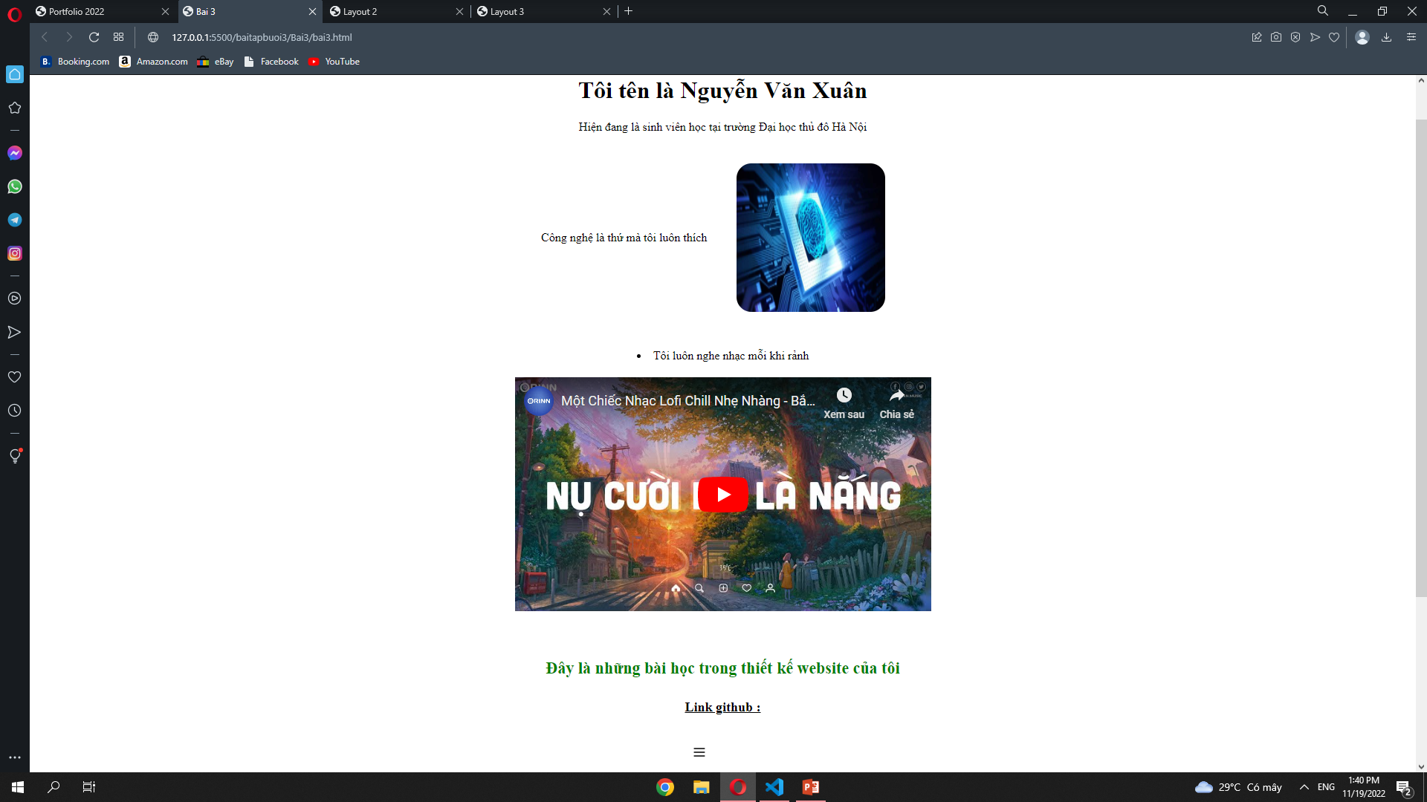 Portfolio 2022
Bai 3
Layout 2
Layout 3
127.0.0.1:5500/baitapbuoi3/Bai3/bai3.html
B. Booking.com
a Amazon.com
eBay
Facebook
YouTube
Tôi tên là Nguyễn Văn Xuân
Hiện đang là sinh viên học tại trường Đại học thủ đô Hà Nội
Công nghệ là thứ mà tôi luôn thích
• Tôi luôn nghe nhạc mỗi khi rảnh
ORINN
ORINN
Một Chiếc Nhạc Lofi Chill Nhẹ Nhàng - Bắ...
Xem sau
Chia sẻ
NỤ CƯỜI LÀ NẮNG
Đây là những bài học trong thiết kế website của tôi
Link github :
29°C Có mây
ENG
1:40 PM
11/19/2022
2